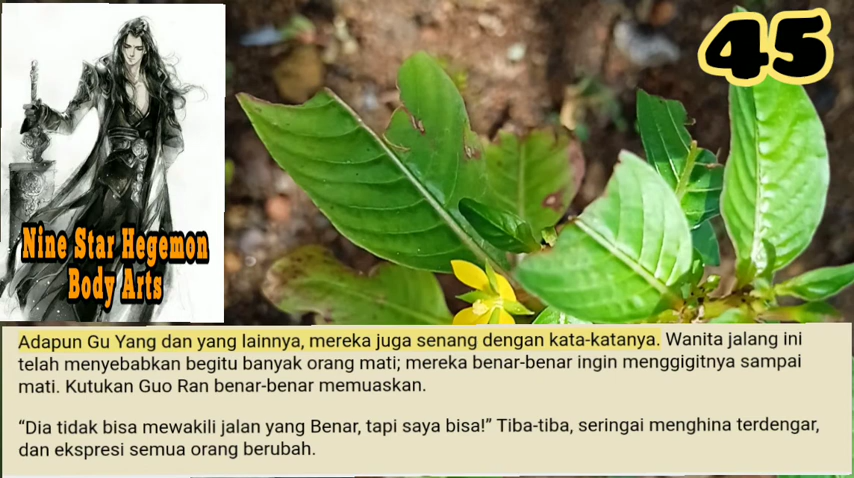 45
Nine Star Hegemon
Body Arts
Adapun Gu Yang dan yang lainnya, mereka juga senang dengan kata-katanya. Wanita jalang ini
telah menyebabkan begitu banyak orang mati; mereka benar-benar ingin menggigitnya sampai
mati. Kutukan Guo Ran benar-benar memuaskan.
“Dia tidak bisa mewakili jalan yang Benar, tapi saya bisa!” Tiba-tiba, seringai menghina terdengar,
dan ekspresi semua orang berubah.